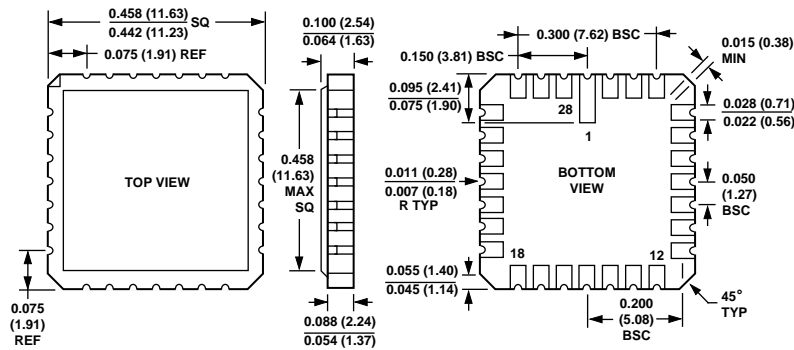 0.458 (11.63)
0.442 (11.23)
SQ
0.075 (1.91) REF
TOP VIEW
0.075
(1.91)
REF
0.100 (2.54)
0.064 (1.63)
0.458
(11.63)
MAX
SQ
0.088 (2.24)
0.054 (1.37)
0.300 (7.62) BSC
0.150 (3.81) BSC
0.015 (0.38)
MIN
0.095 (2.41)
0.075 (1.90)
28
1
0.028 (0.71)
0.022 (0.56)
0.011 (0.28)
0.007 (0.18)
R TYP
BOTTOM
VIEW
0.050
(1.27)
BSC
18
12
0.055 (1.40)
0.045 (1.14)
0.200
(5.08)
BSC
45°
TYP